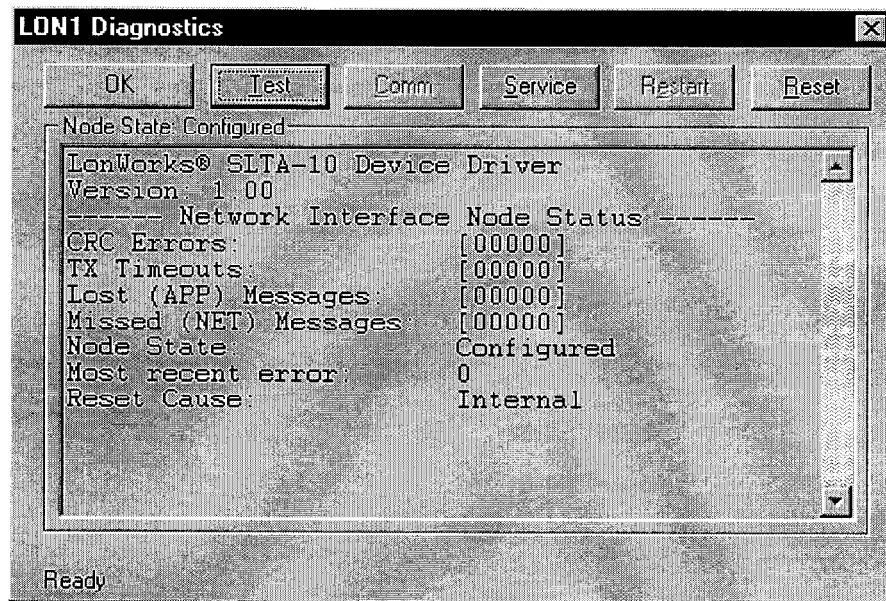 LON1 Diagnostics
OK Test Comm Service Restart Reset
Node State: Configured
LonWorks® SLTA-10 Device Driver
Version: 1.00
------ Network Interface Node Status ------
CRC Errors: [00000]
TX Timeouts: [00000]
Lost (APP) Messages: [00000]
Missed (NET) Messages: [00000]
Node State: Configured
Most recent error: 0
Reset Cause: Internal
Ready